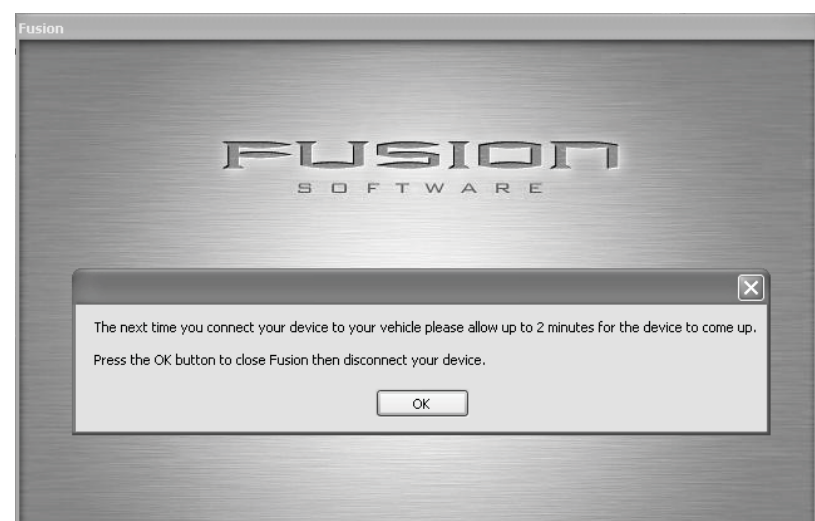 Fusion
FUSION
SOFTWARE
The next time you connect your device to your vehicle please allow up to 2 minutes for the device to come up.
Press the OK button to close Fusion then disconnect your device.
OK